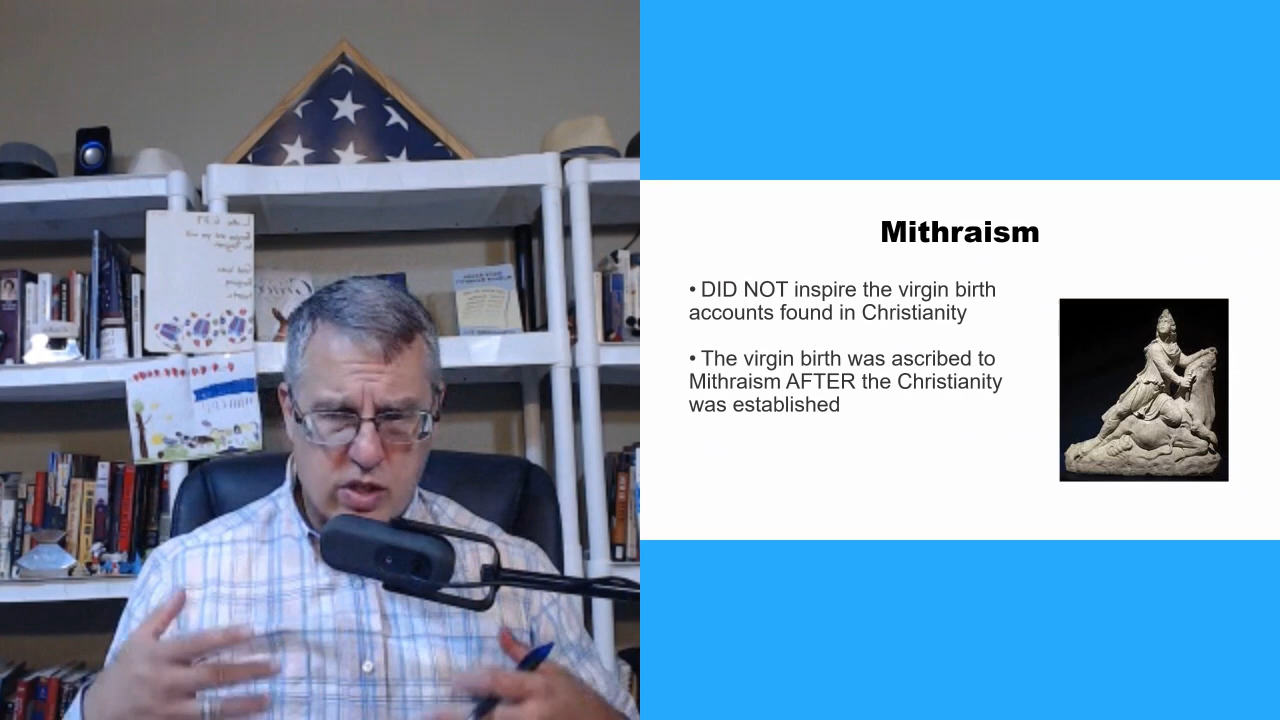 Mithraism
• DID NOT inspire the virgin birth
accounts found in Christianity
• The virgin birth was ascribed to
Mithraism AFTER the Christianity
was established